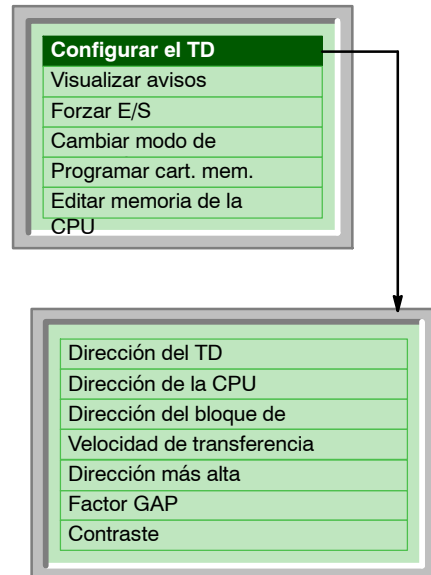 Configurar el TD
Visualizar avisos
Forzar E/S
Cambiar modo de
Programar cart. mem.
Editar memoria de la
CPU
Dirección del TD
Dirección de la CPU
Dirección del bloque de
Velocidad de transferencia
Dirección más alta
Factor GAP
Contraste